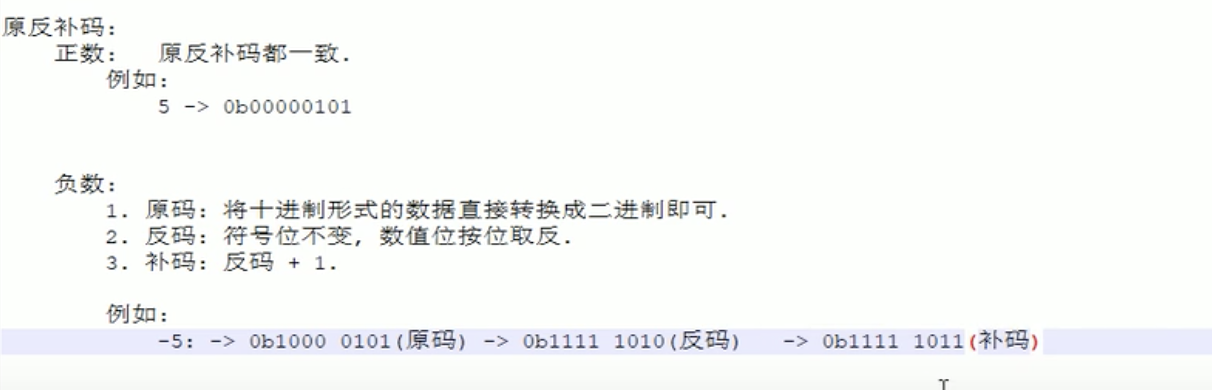 原反补码:
正数: 原反补码都一致.
例如:
5 -> 0b00000101
负数:
1. 原码: 将十进制形式的数据直接转换成二进制即可.
2. 反码: 符号位不变, 数值位按位取反.
3. 补码: 反码 + 1.
例如:
-5: -> 0b1000 0101(原码) -> 0b1111 1010(反码) -> 0b1111 1011(补码)